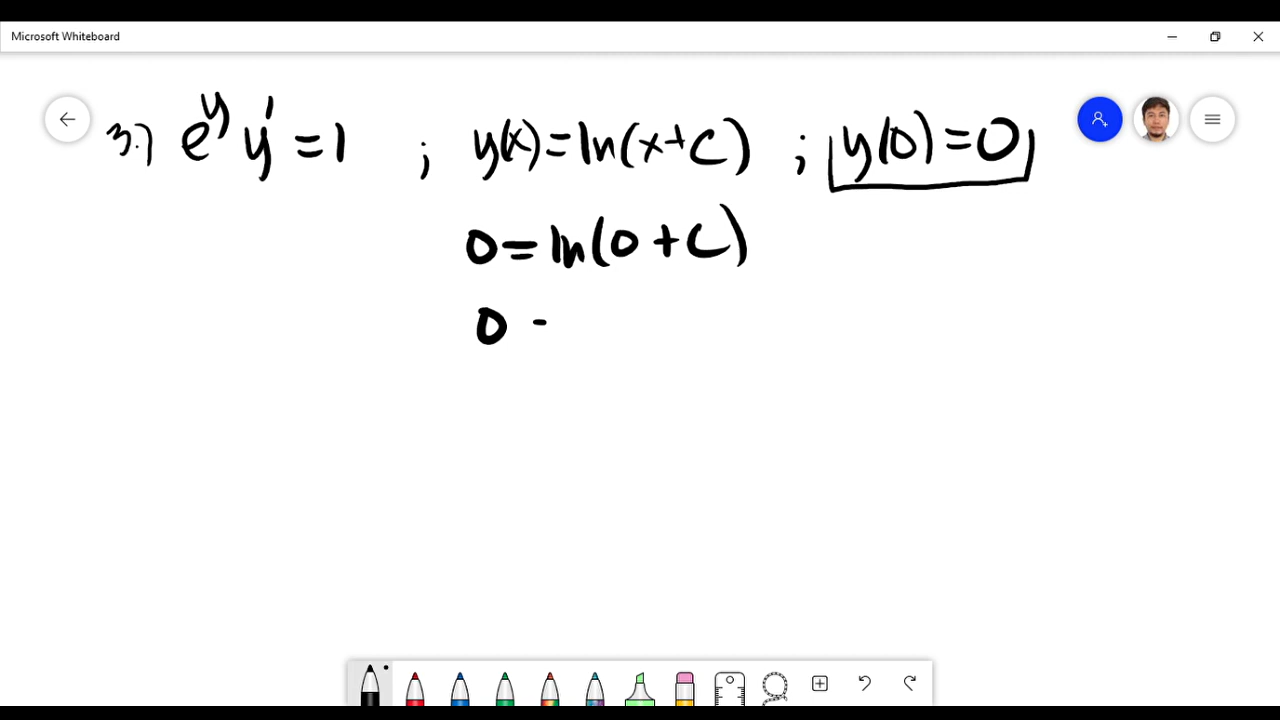 Microsoft Whiteboard
3.) e^y y' = 1 ; y(x) = ln(x+C) ; y(0) = 0
0 = ln(0 + C)
0 -